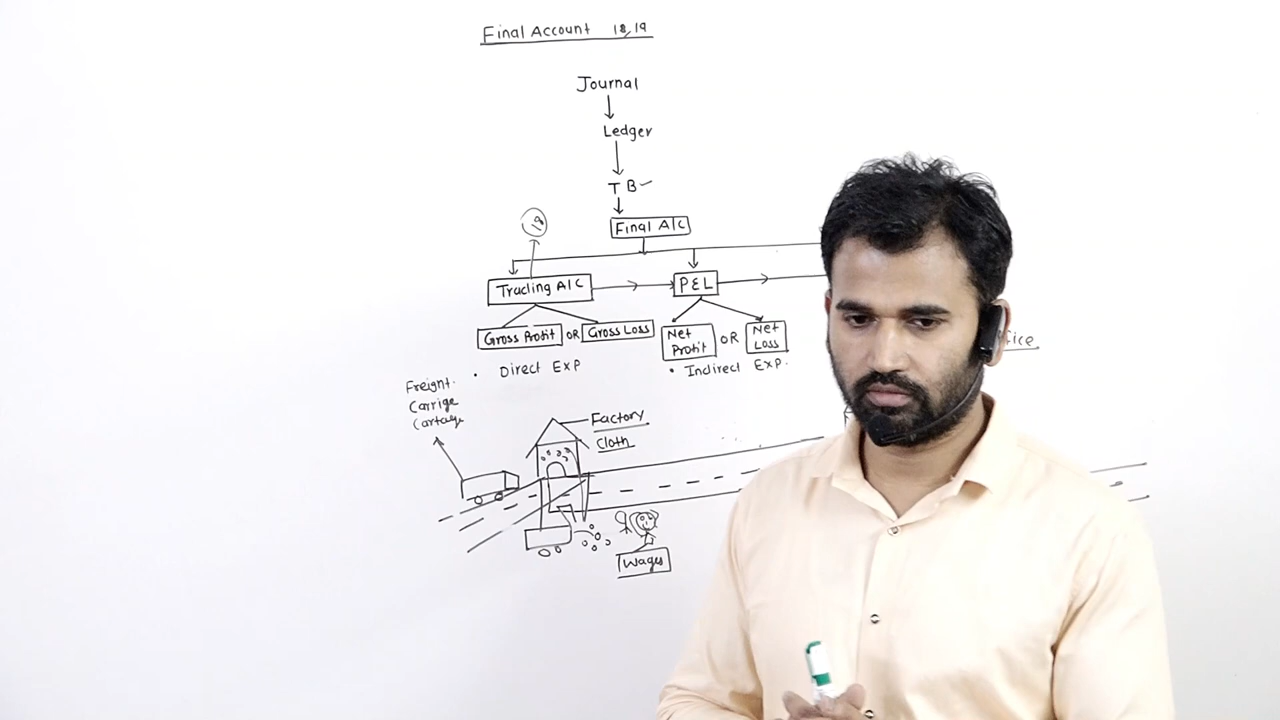 Final Account 18,19
Journal
Ledger
T B
Final A/C
19
Trading A/C
P&L
Gross Profit OR Gross Loss
Net Profit OR Net Loss
• Direct Exp
• Indirect Exp.
Freight.
Carrige
Cartage
Factory
Cloth
Wages